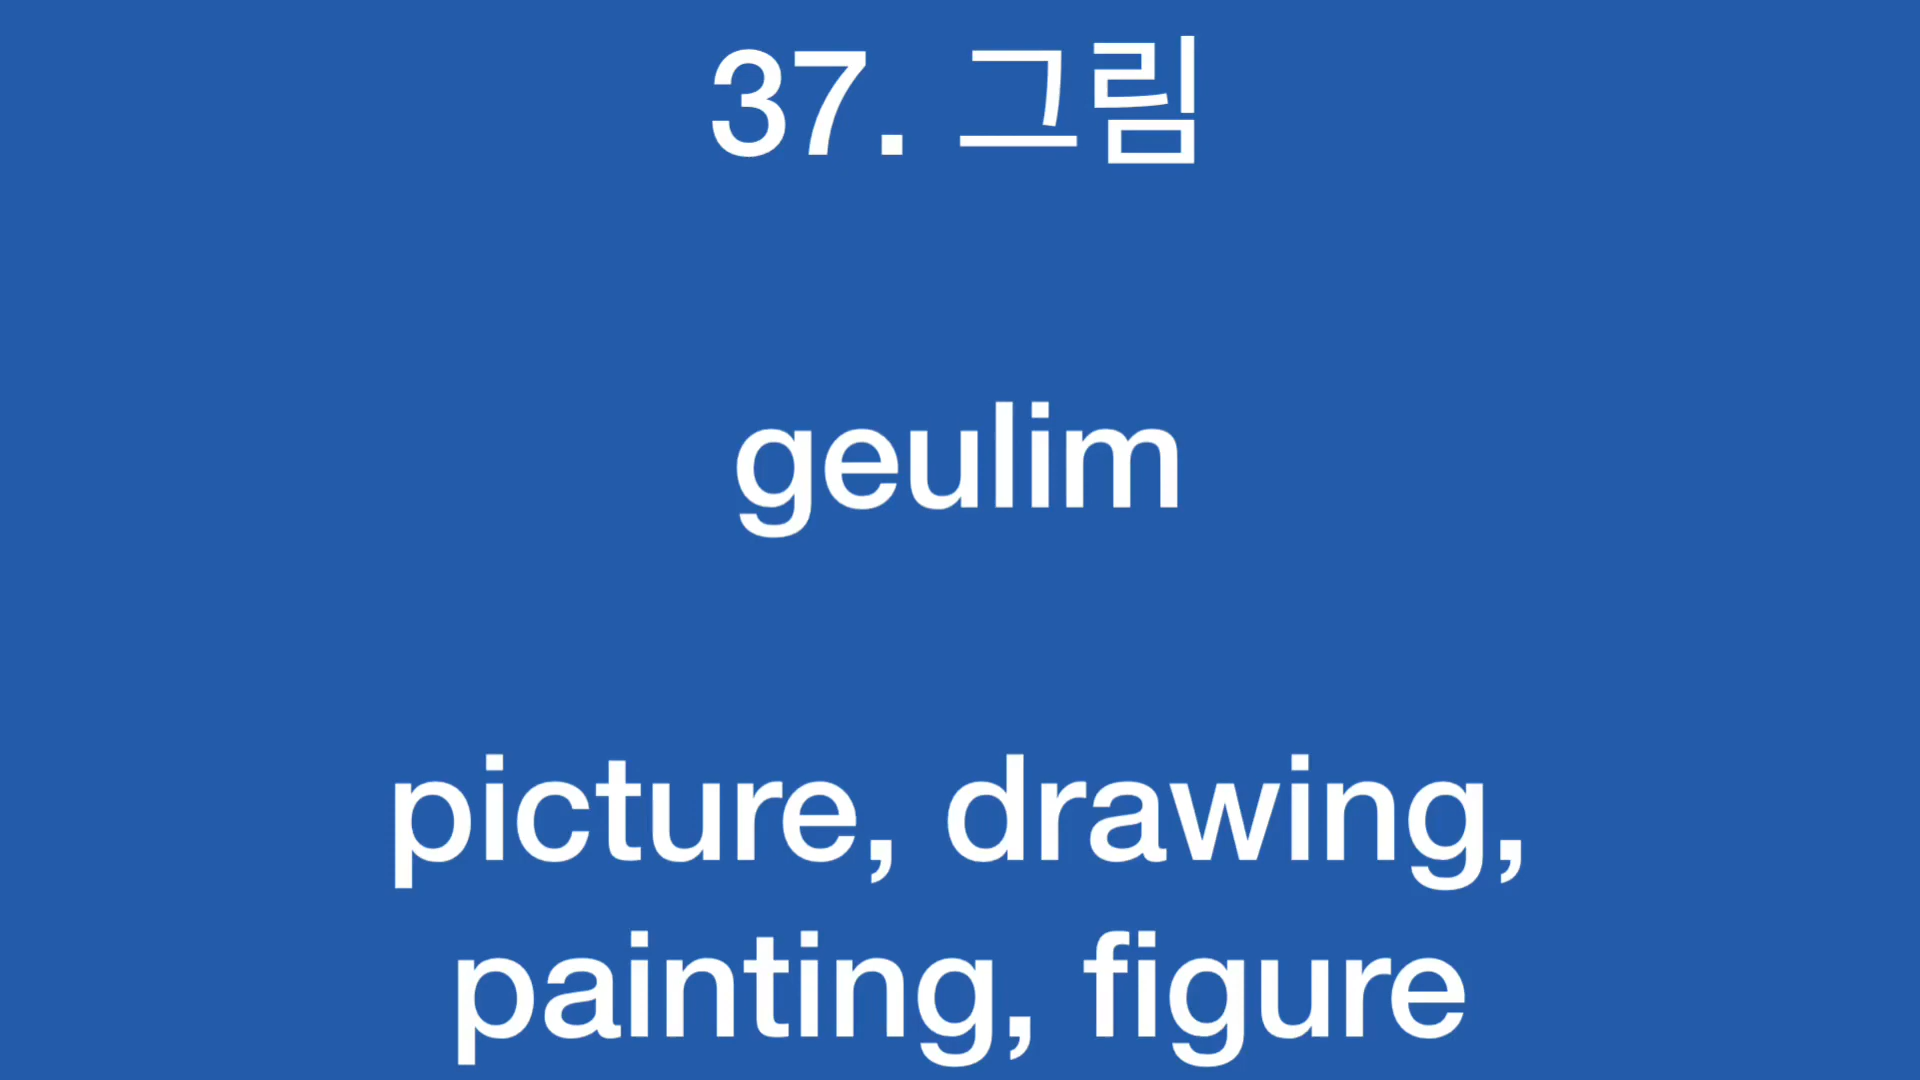 37. 그림
geulim
picture, drawing,
painting, figure